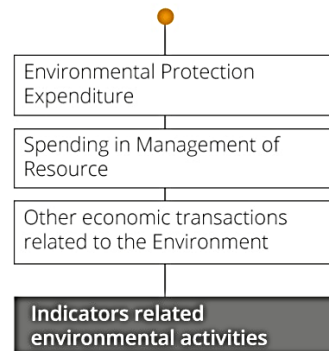 Environmental Protection
Expenditure
Spending in Management of
Resource
Other economic transactions
related to the Environment
Indicators related
environmental activities